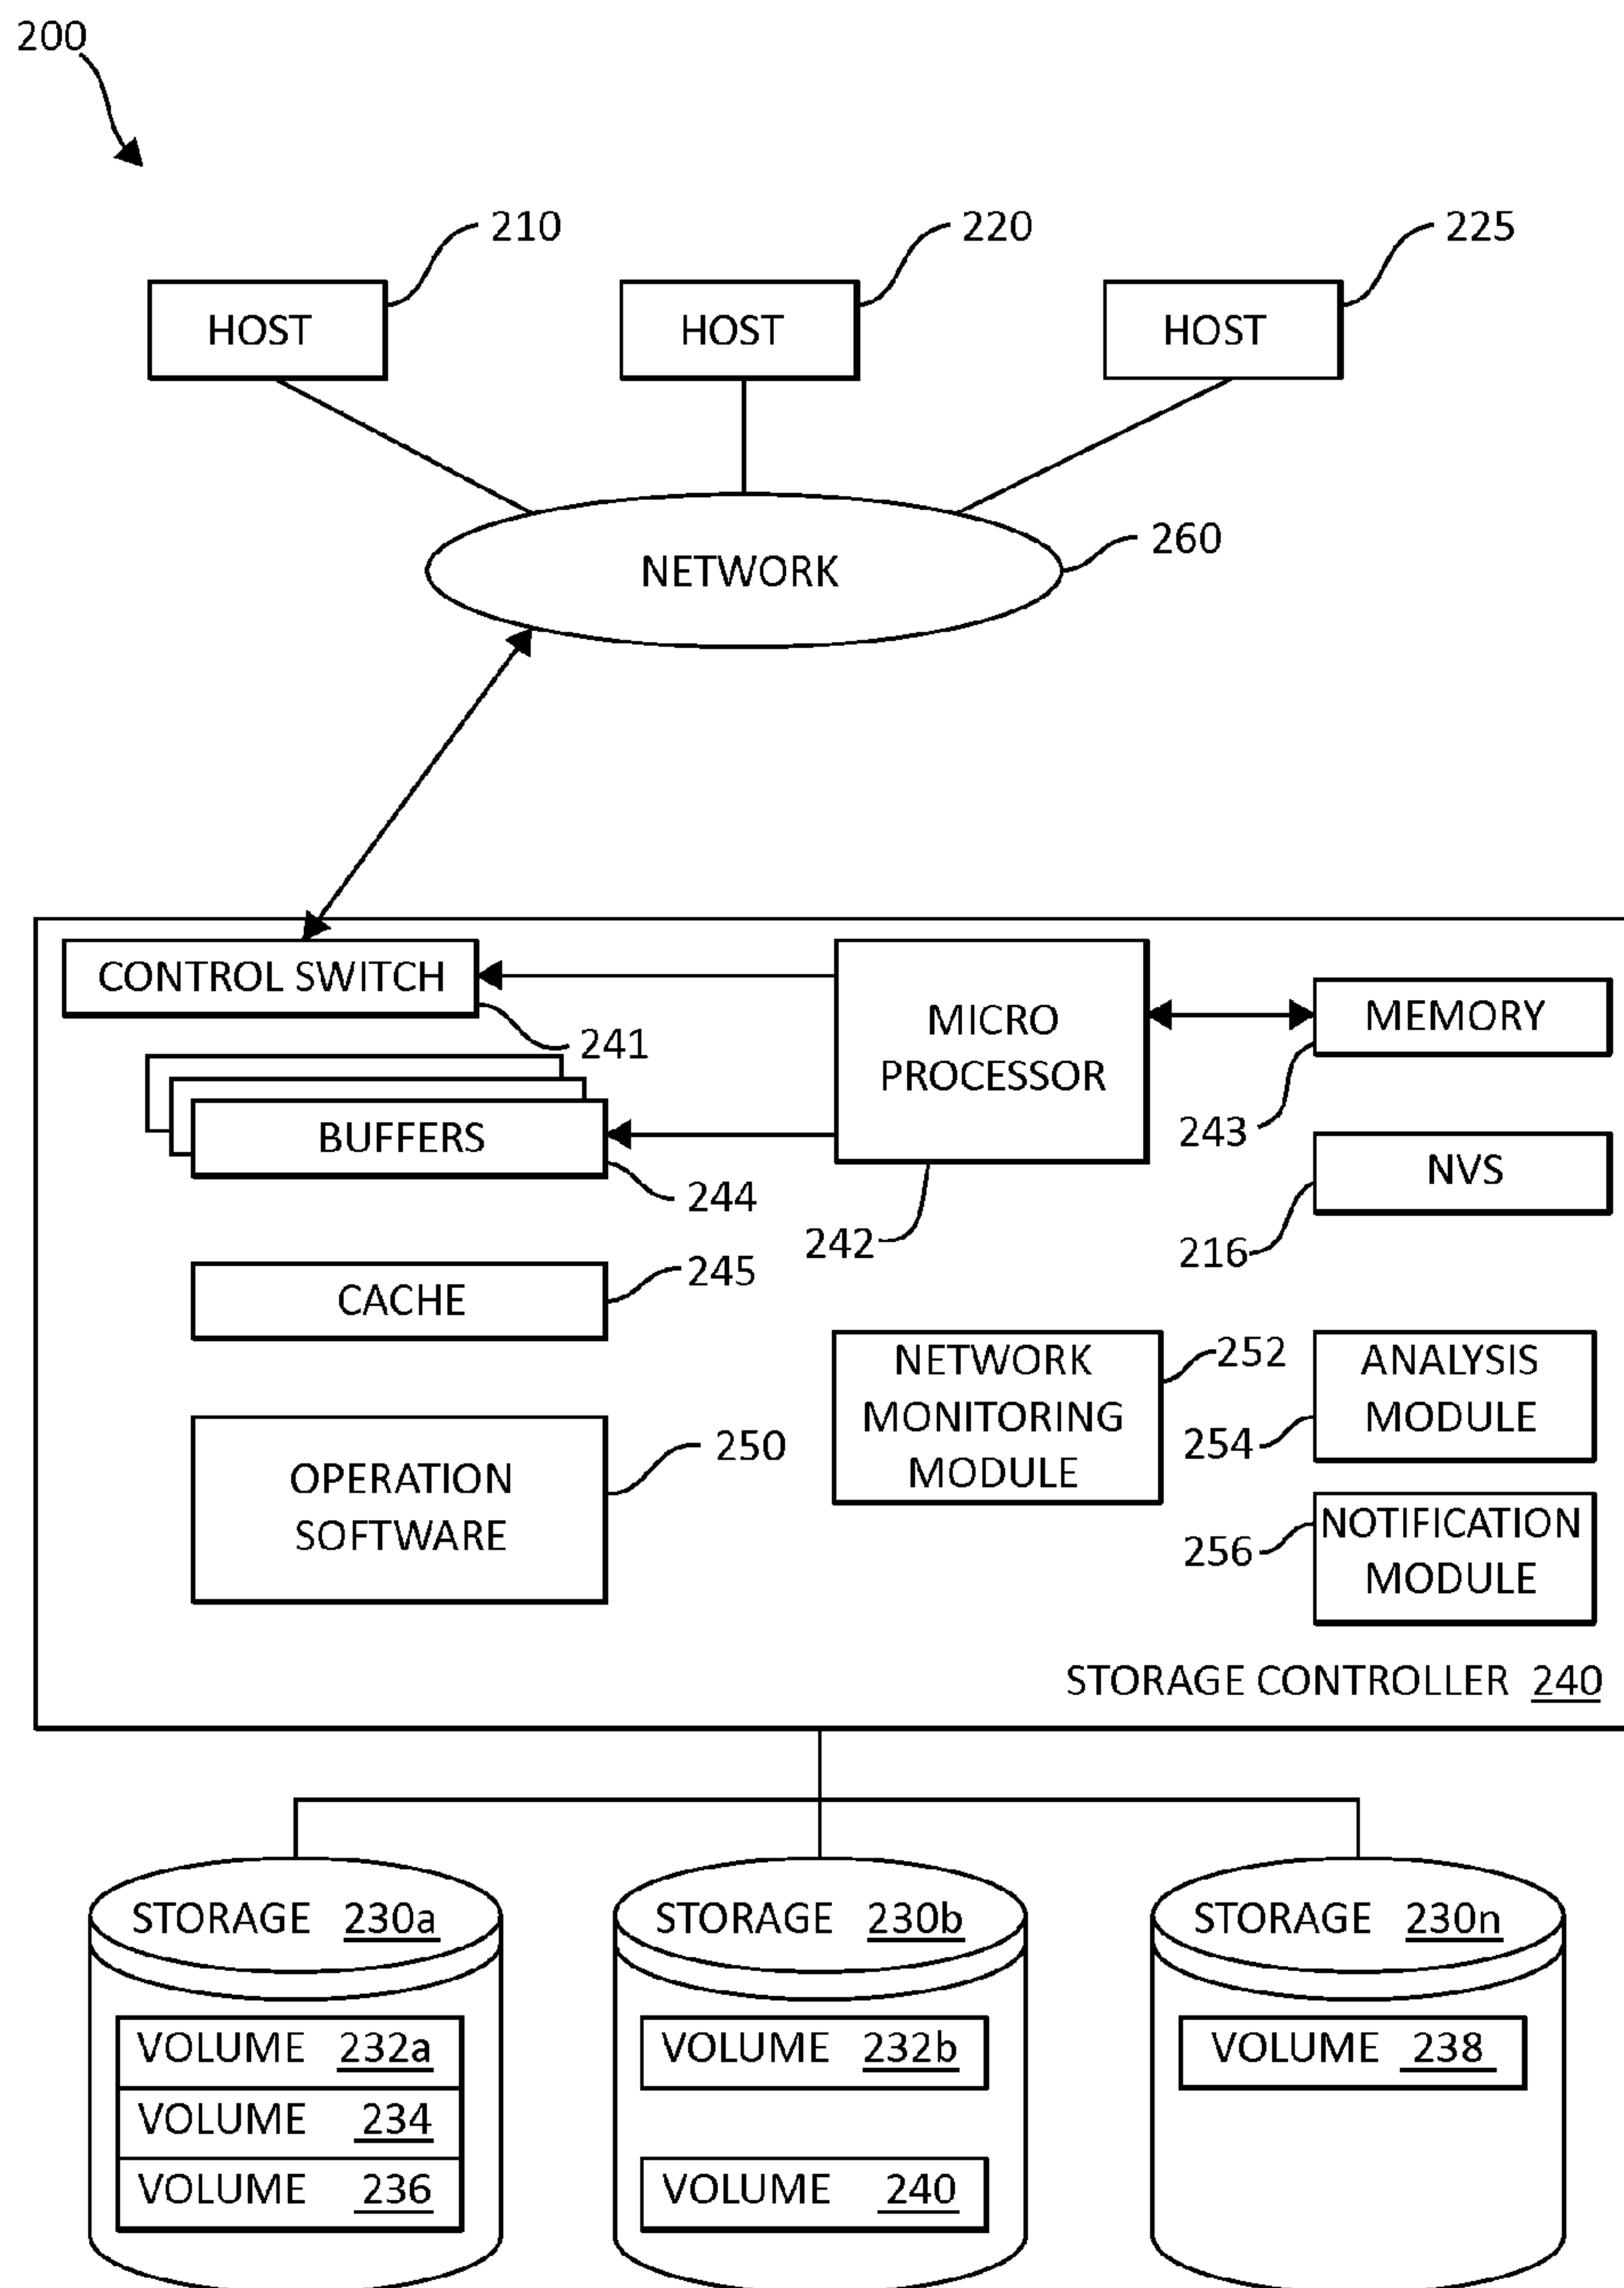 200
210
220
225
HOST
HOST
HOST
260
NETWORK
CONTROL SWITCH
241
MICRO
PROCESSOR
MEMORY
243
BUFFERS
244
242
NVS
216
245
CACHE
NETWORK
MONITORING
MODULE
252
ANALYSIS
MODULE
254
250
OPERATION
SOFTWARE
NOTIFICATION
MODULE
256
STORAGE CONTROLLER 240
STORAGE 230a
STORAGE 230b
STORAGE 230n
VOLUME 232a
VOLUME 234
VOLUME 236
VOLUME 232b
VOLUME 240
VOLUME 238